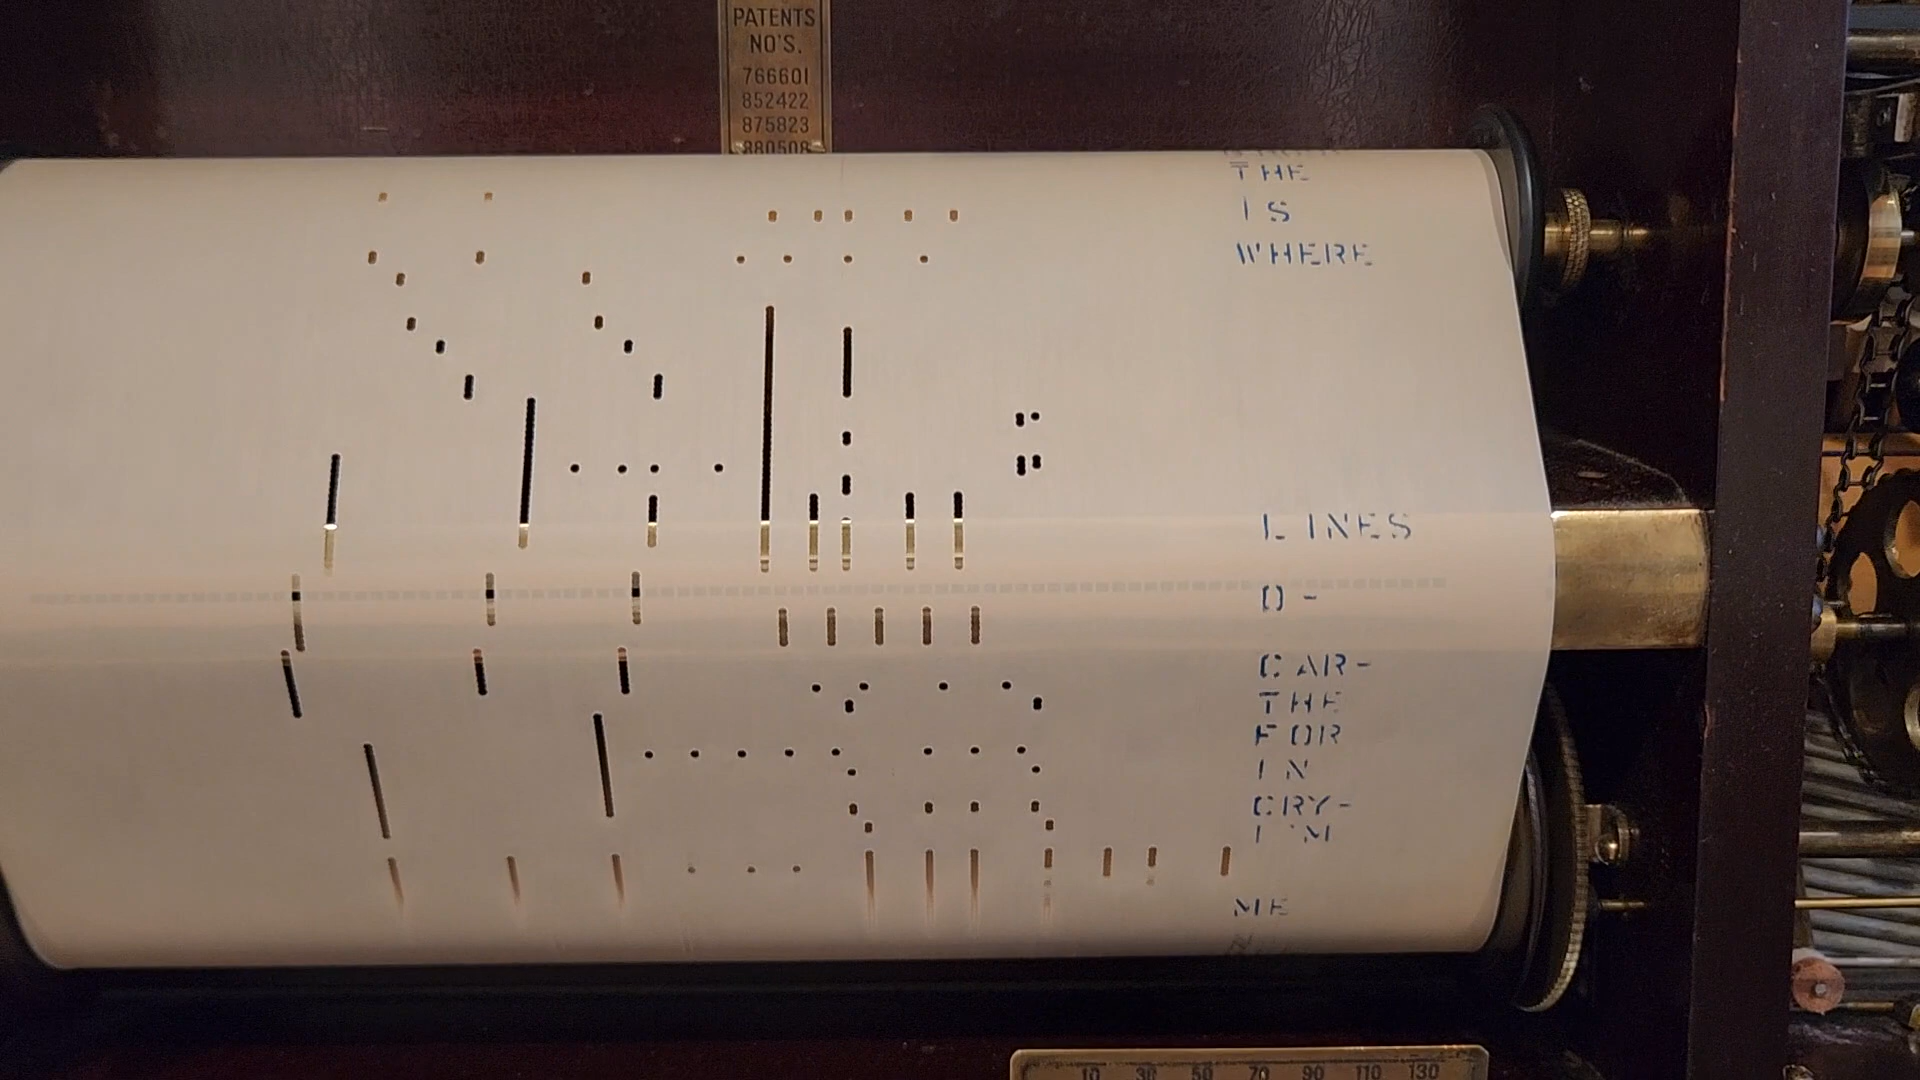 PATENTS
NO'S.
766601
852422
875823
880508
THE
IS
WHERE
LINES
O-
CAR-
THE
FOR
IN
CRY-
I'M
ME
10 30 50 70 90 110 130